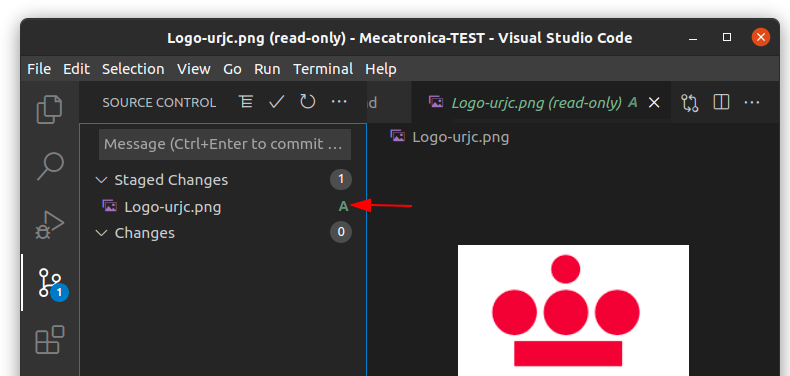 Logo-urjc.png (read-only) - Mecatronica-TEST - Visual Studio Code
File Edit Selection View Go Run Terminal Help
SOURCE CONTROL
d Logo-urjc.png (read-only) A
Message (Ctrl+Enter to commit …
Logo-urjc.png
Staged Changes 1
Logo-urjc.png A
Changes 0
1